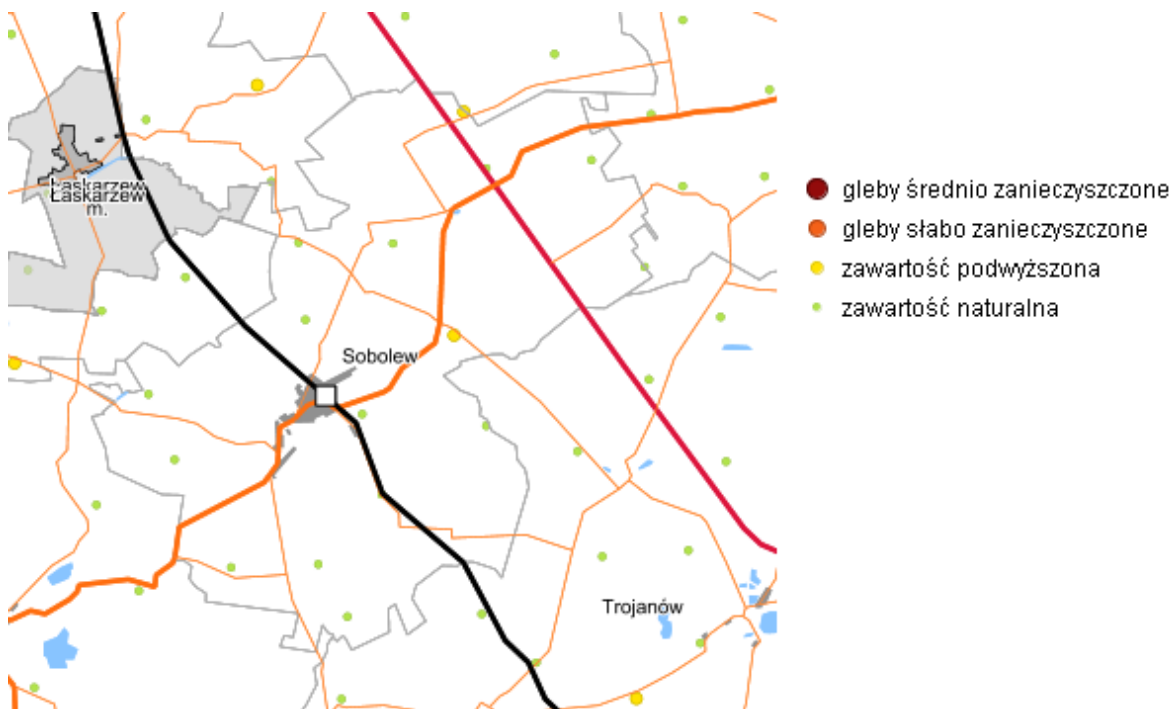 Łaskarzew
Łaskarzew
m.
Sobolew
Trojanów
gleby średnio zanieczyszczone
gleby słabo zanieczyszczone
zawartość podwyższona
zawartość naturalna